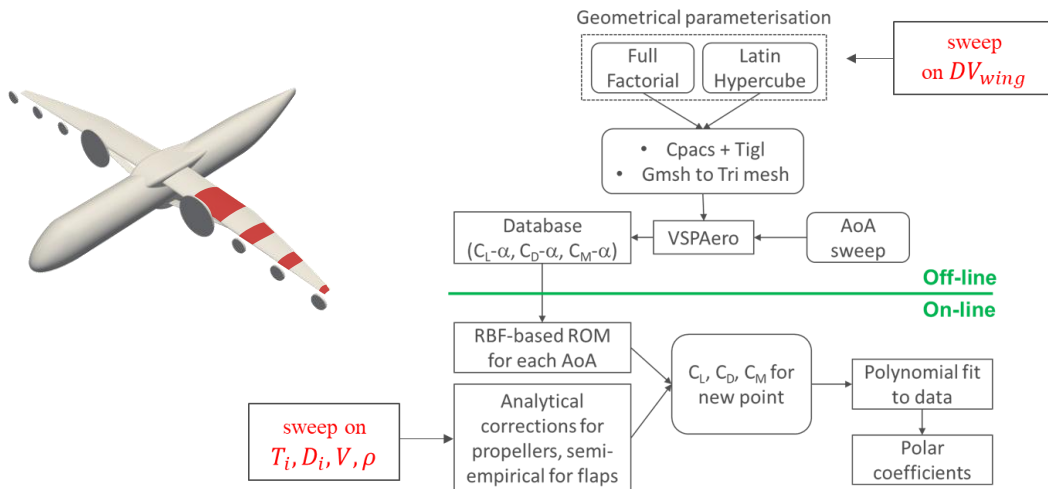 Geometrical parameterisation
Full
Factorial
Latin
Hypercube
sweep
on DV_wing
• Cpacs + Tigl
• Gmsh to Tri mesh
Database
(C_L-α, C_D-α, C_M-α)
VSPAero
AoA
sweep
Off-line
On-line
RBF-based ROM
for each AoA
C_L, C_D, C_M for
new point
Polynomial fit
to data
sweep on
T_i, D_i, V, ρ
Analytical
corrections for
propellers, semi-
empirical for flaps
Polar
coefficients